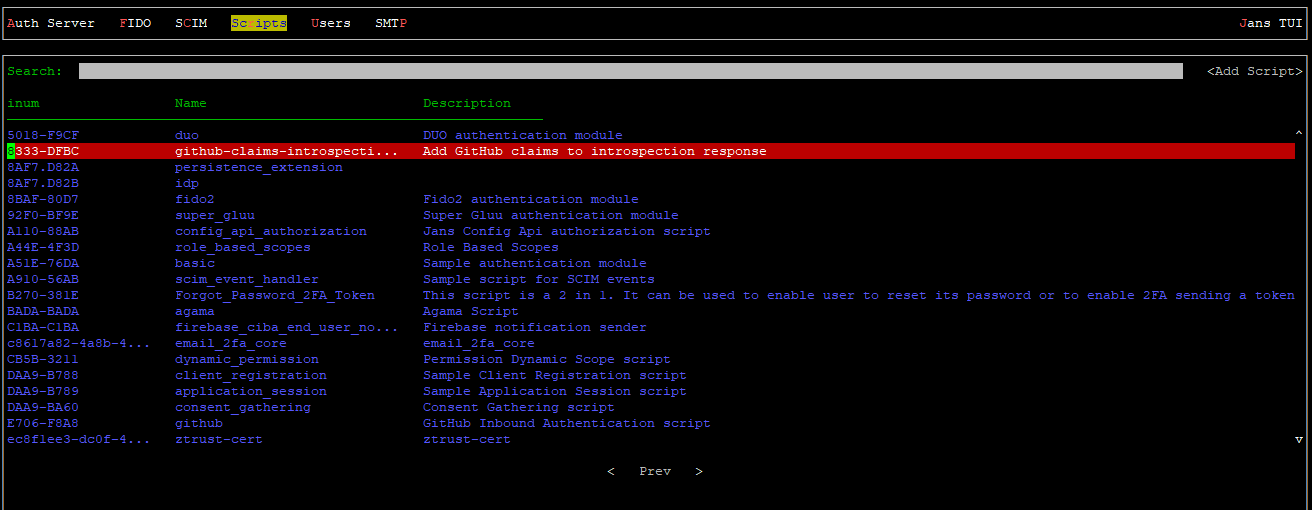 Auth Server FIDO SCIM Scripts Users SMTP Jans TUI
Search: <Add Script>
inum Name Description
5018-F9CF duo DUO authentication module
8333-DFBC github-claims-introspecti... Add GitHub claims to introspection response
8AF7.D82A persistence_extension
8AF7.D82B idp
8BAF-80D7 fido2 Fido2 authentication module
92F0-BF9E super_gluu Super Gluu authentication module
A110-88AB config_api_authorization Jans Config Api authorization script
A44E-4F3D role_based_scopes Role Based Scopes
A51E-76DA basic Sample authentication module
A910-56AB scim_event_handler Sample script for SCIM events
B270-381E Forgot_Password_2FA_Token This script is a 2 in 1. It can be used to enable user to reset its password or to enable 2FA sending a token
BADA-BADA agama Agama Script
C1BA-C1BA firebase_ciba_end_user_no... Firebase notification sender
c8617a82-4a8b-4... email_2fa_core email_2fa_core
CB5B-3211 dynamic_permission Permission Dynamic Scope script
DAA9-B788 client_registration Sample Client Registration script
DAA9-B789 application_session Sample Application Session script
DAA9-BA60 consent_gathering Consent Gathering script
E706-F8A8 github GitHub Inbound Authentication script
ec8f1ee3-dc0f-4... ztrust-cert ztrust-cert
< Prev >